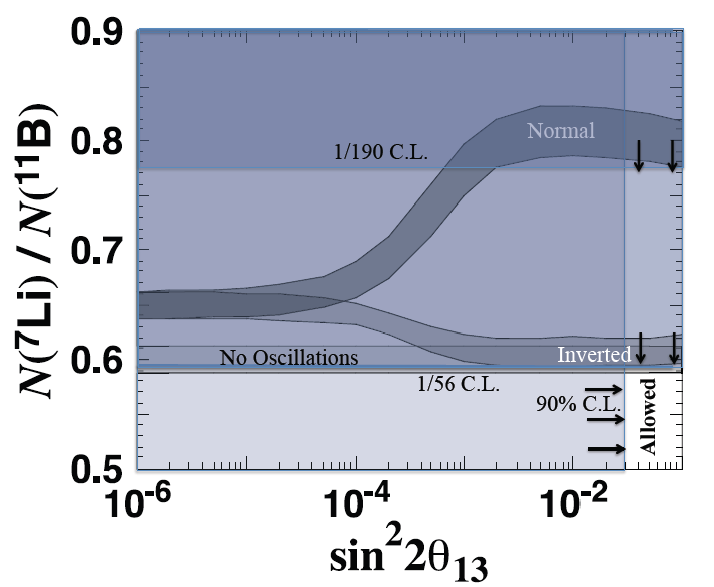 0.9
0.8
0.7
0.6
0.5
N(⁷Li) / N(¹¹B)
Normal
1/190 C.L.
No Oscillations
Inverted
1/56 C.L.
90% C.L.
Allowed
10⁻⁶ 10⁻⁴ 10⁻²
sin²2θ₁₃